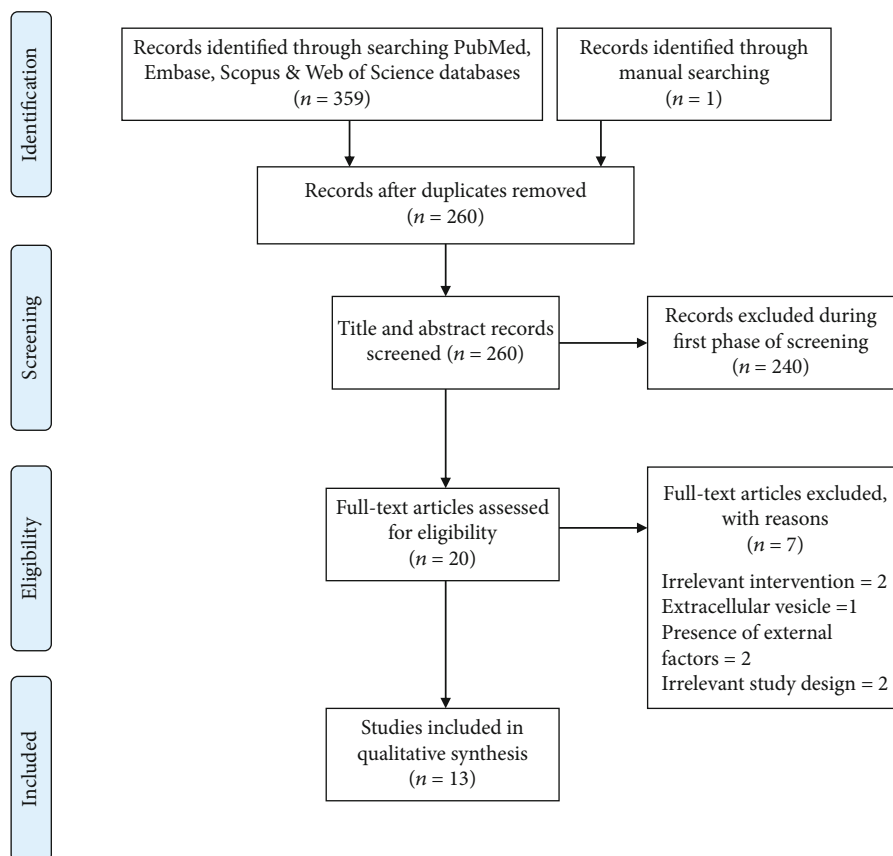 Identification
Records identified through searching PubMed,
Embase, Scopus & Web of Science databases
(n = 359)
Records identified through
manual searching
(n = 1)
Records after duplicates removed
(n = 260)
Screening
Title and abstract records
screened (n = 260)
Records excluded during
first phase of screening
(n = 240)
Eligibility
Full-text articles assessed
for eligibility
(n = 20)
Full-text articles excluded,
with reasons
(n = 7)
Irrelevant intervention = 2
Extracellular vesicle =1
Presence of external
factors = 2
Irrelevant study design = 2
Included
Studies included in
qualitative synthesis
(n = 13)